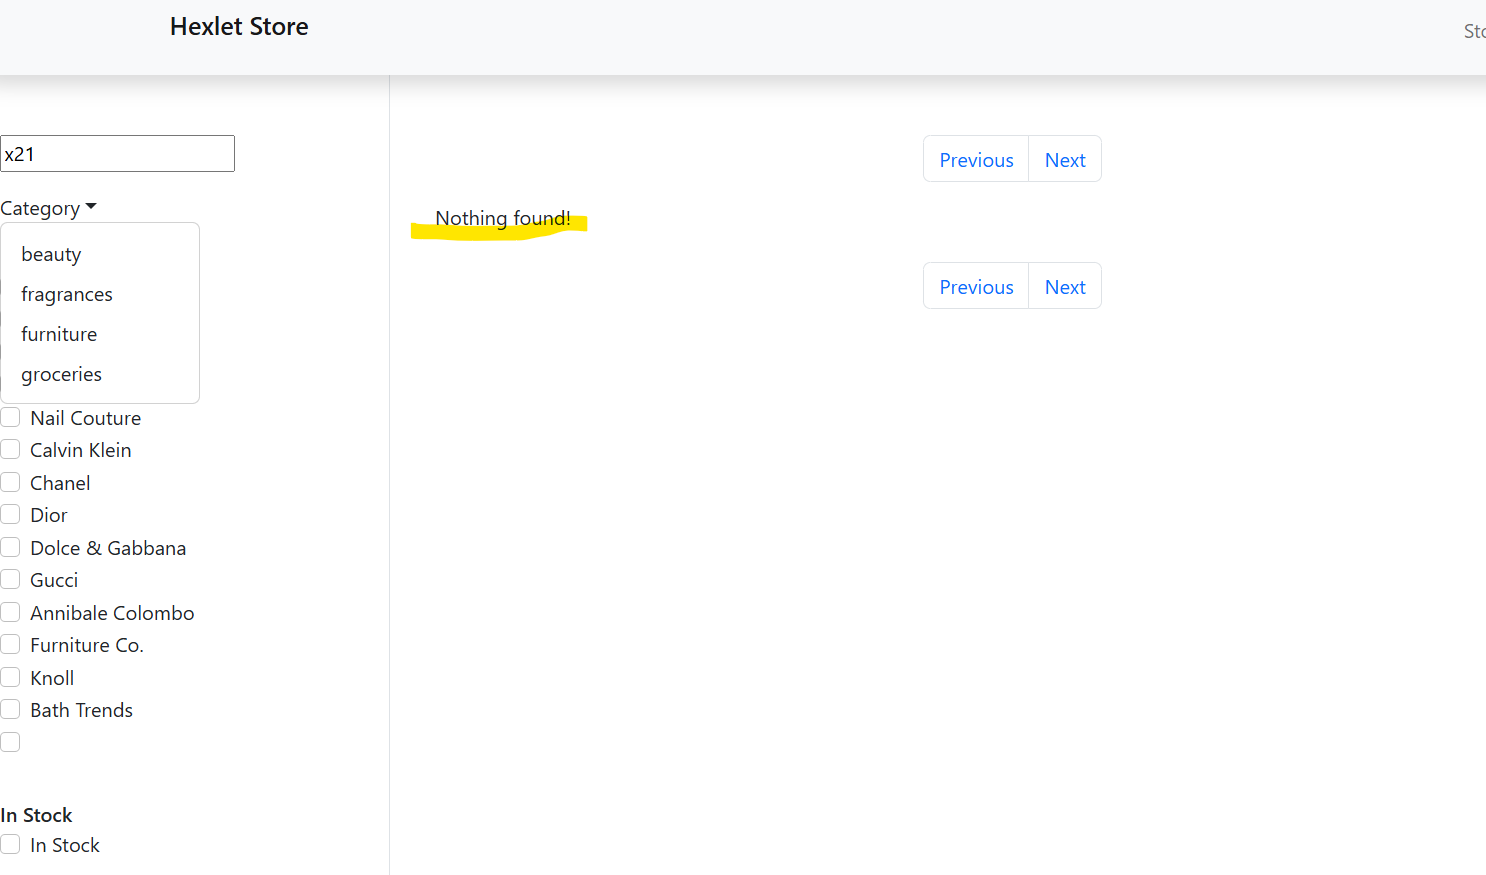 Hexlet Store
Sto
x21
Category
beauty
fragrances
furniture
groceries
Nail Couture
Calvin Klein
Chanel
Dior
Dolce & Gabbana
Gucci
Annibale Colombo
Furniture Co.
Knoll
Bath Trends
In Stock
In Stock
Previous Next
Nothing found!
Previous Next